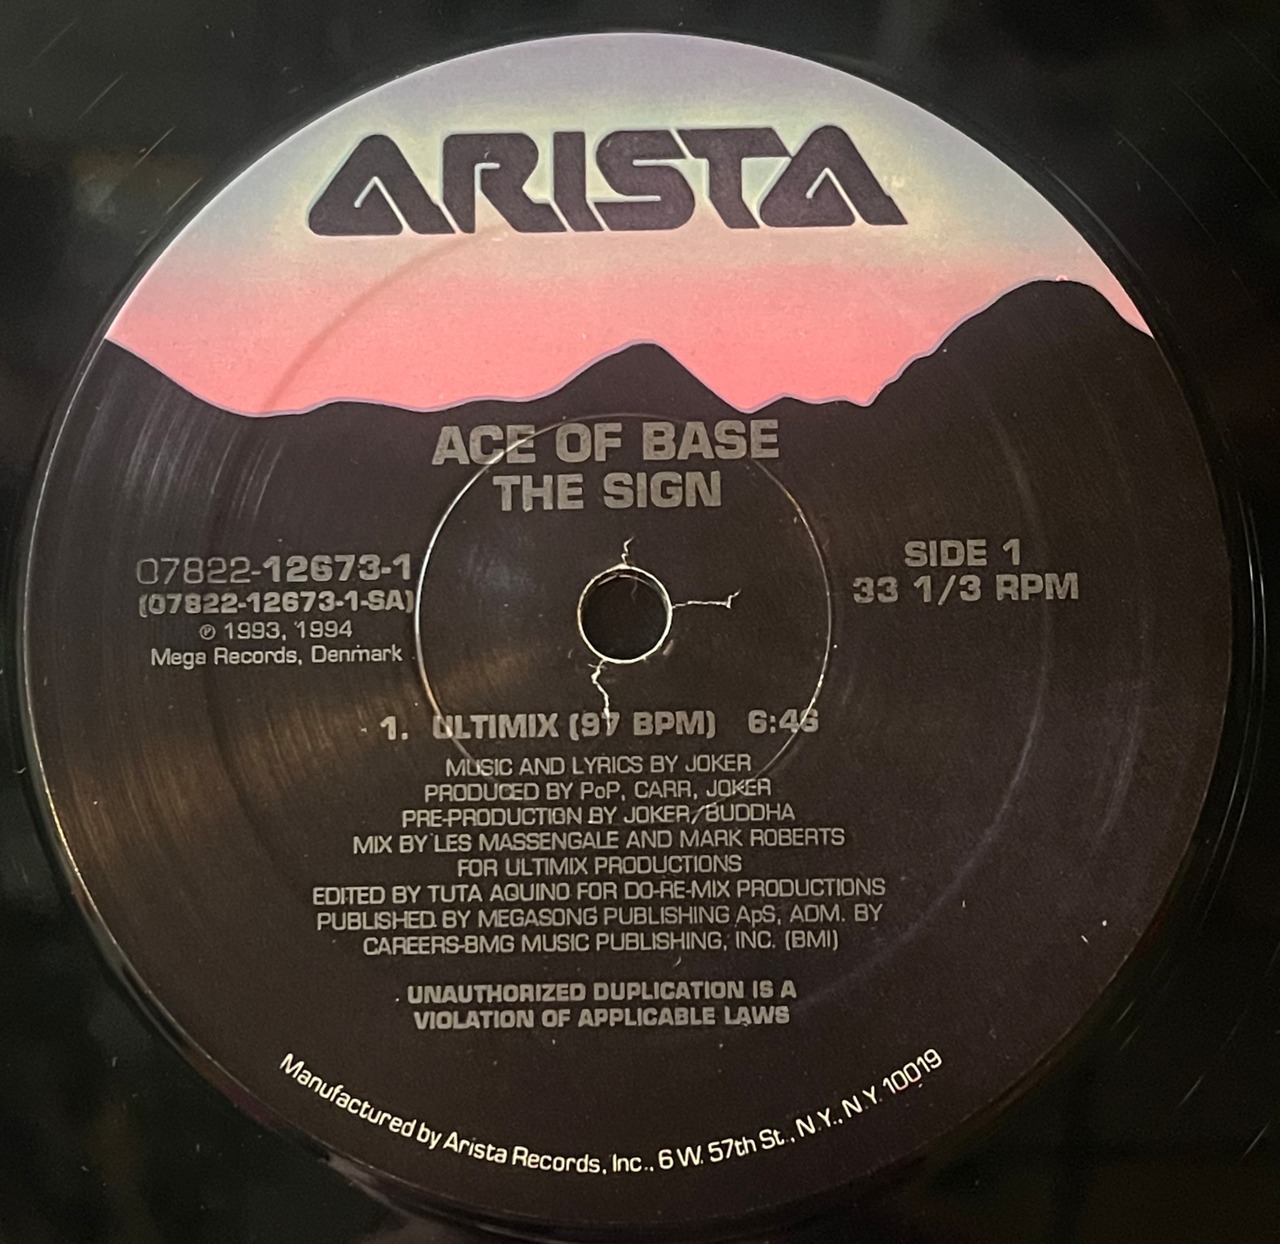 ARISTA
ACE OF BASE
THE SIGN
07822-12673-1
(07822-12673-1-SA)
℗ 1993, 1994
Mega Records, Denmark
SIDE 1
33 1/3 RPM
1. ULTIMIX (97 BPM) 6:46
MUSIC AND LYRICS BY JOKER
PRODUCED BY PoP, CARR, JOKER
PRE-PRODUCTION BY JOKER/BUDDHA
MIX BY LES MASSENGALE AND MARK ROBERTS
FOR ULTIMIX PRODUCTIONS
EDITED BY TUTA AQUINO FOR DO-RE-MIX PRODUCTIONS
PUBLISHED BY MEGASONG PUBLISHING ApS, ADM. BY
CAREERS-BMG MUSIC PUBLISHING, INC. (BMI)
UNAUTHORIZED DUPLICATION IS A
VIOLATION OF APPLICABLE LAWS
Manufactured by Arista Records, Inc., 6 W. 57th St., N.Y., N.Y. 10019